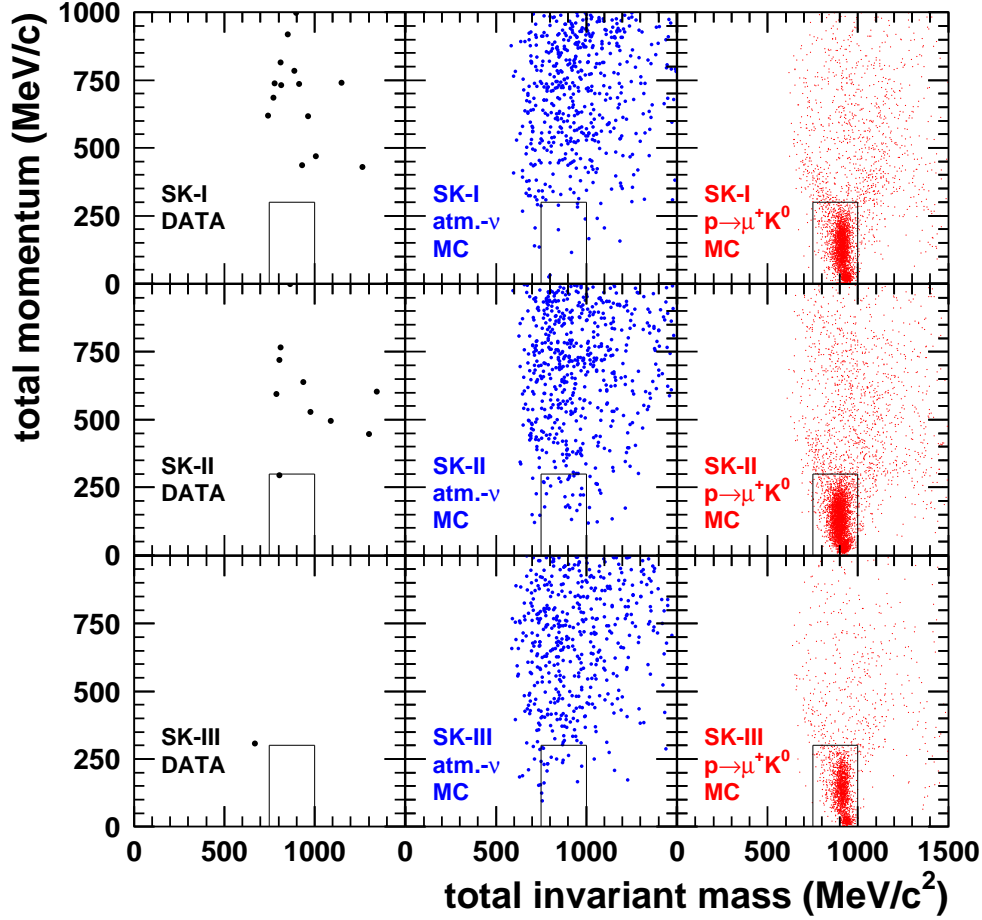 total momentum (MeV/c)
1000
750
500
250
0
SK-I
DATA
SK-I
atm.-ν
MC
SK-I
p→μ⁺K⁰
MC
750
500
250
0
SK-II
DATA
SK-II
atm.-ν
MC
SK-II
p→μ⁺K⁰
MC
750
500
250
0
SK-III
DATA
SK-III
atm.-ν
MC
SK-III
p→μ⁺K⁰
MC
0 500 1000 0 500 1000 0 500 1000 1500
total invariant mass (MeV/c²)